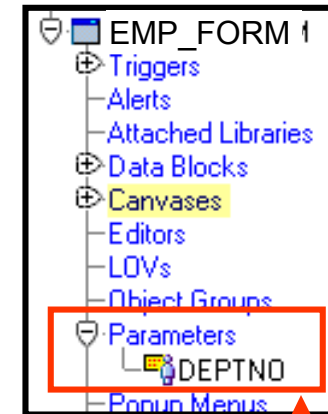 EMP_FORM
Triggers
Alerts
Attached Libraries
Data Blocks
Canvases
Editors
LOVs
Object Groups
Parameters
DEPTNO
Popup Menus